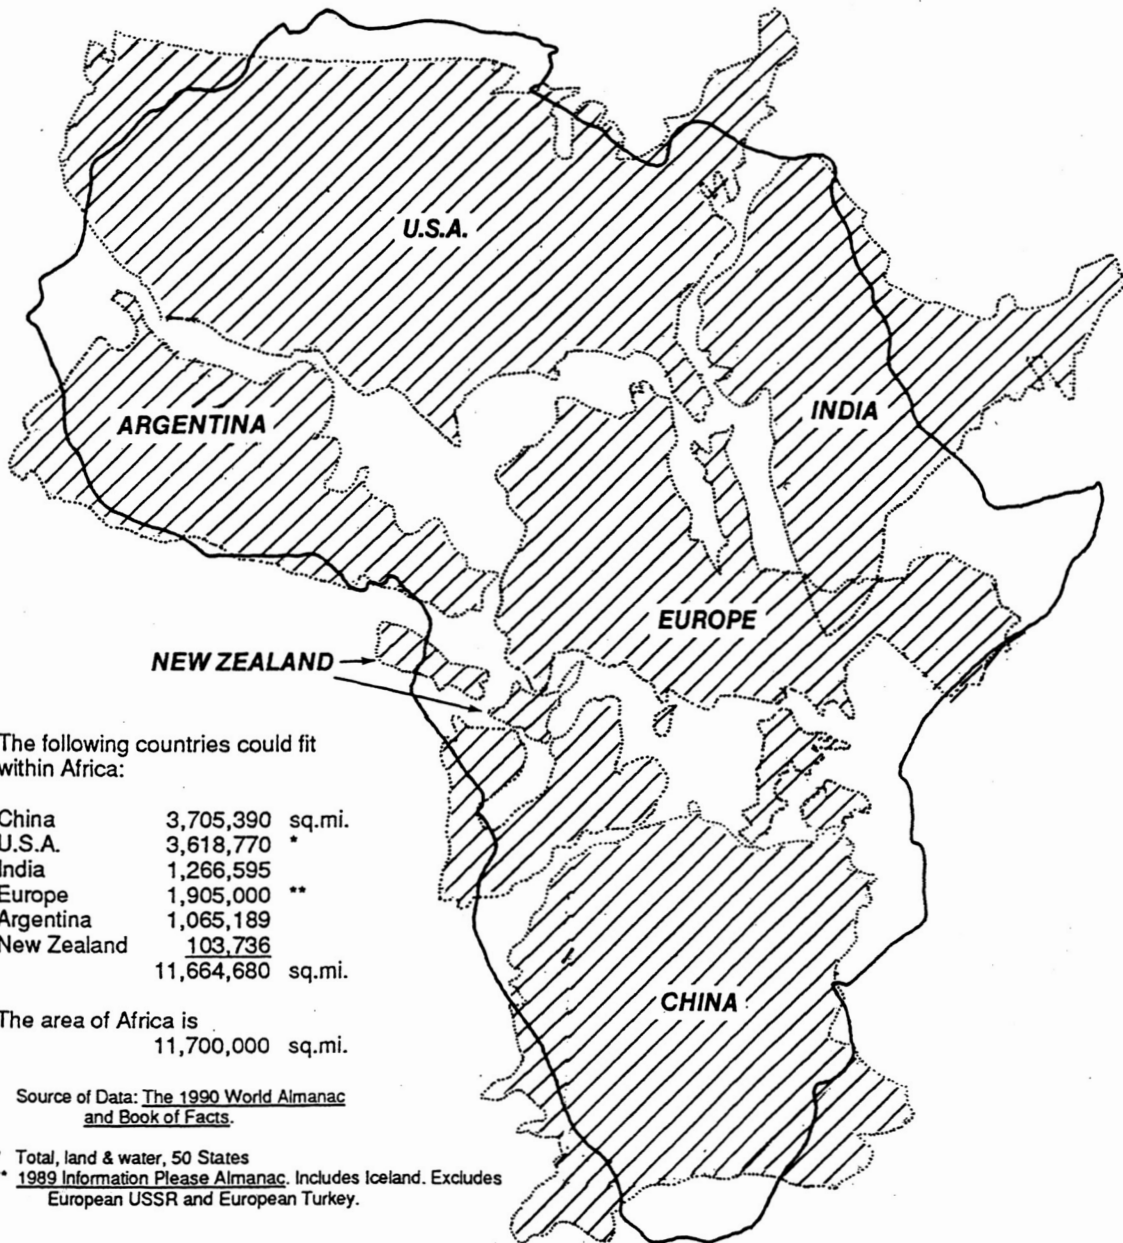 U.S.A.
ARGENTINA
INDIA
EUROPE
NEW ZEALAND
CHINA
The following countries could fit
within Africa:
China 3,705,390 sq.mi.
U.S.A. 3,618,770 *
India 1,266,595
Europe 1,905,000 **
Argentina 1,065,189
New Zealand 103,736
11,664,680 sq.mi.
The area of Africa is
11,700,000 sq.mi.
Source of Data: The 1990 World Almanac
and Book of Facts.
* Total, land & water, 50 States
** 1989 Information Please Almanac. Includes Iceland. Excludes
European USSR and European Turkey.